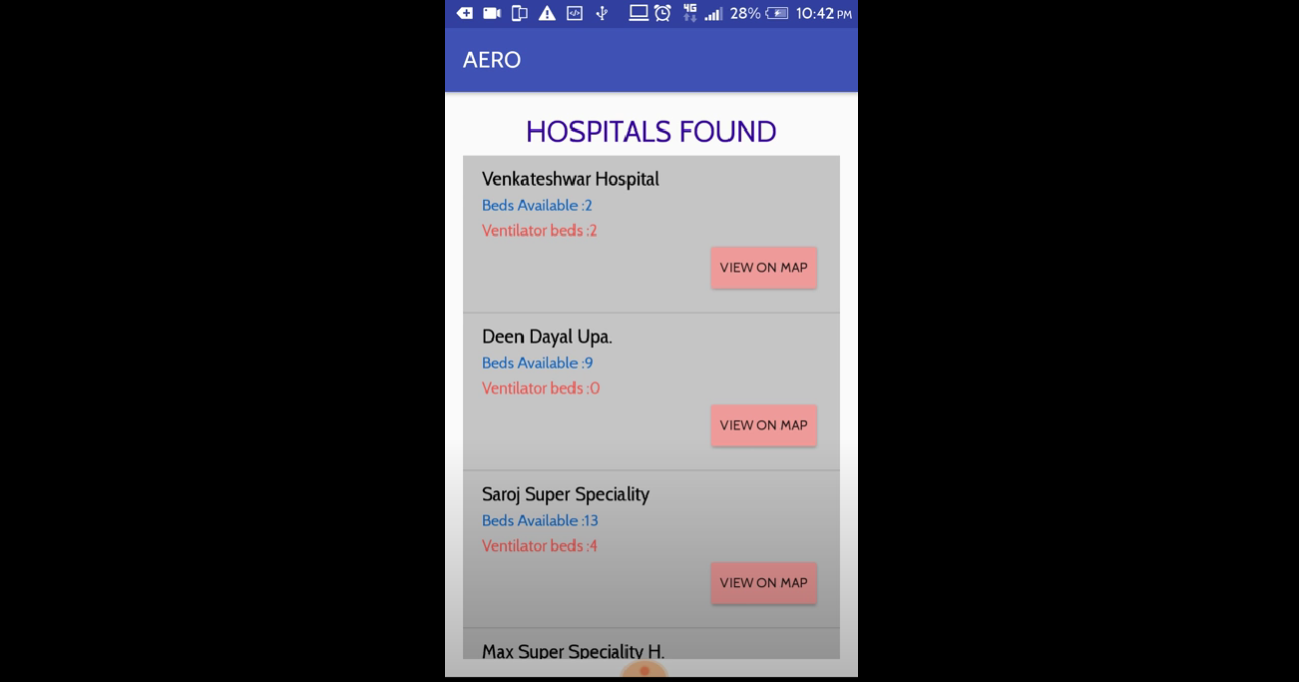 4G 28% 10:42 PM
AERO
HOSPITALS FOUND
Venkateshwar Hospital
Beds Available :2
Ventilator beds :2
VIEW ON MAP
Deen Dayal Upa.
Beds Available :9
Ventilator beds :0
VIEW ON MAP
Saroj Super Speciality
Beds Available :13
Ventilator beds :4
VIEW ON MAP
Max Super Speciality H.